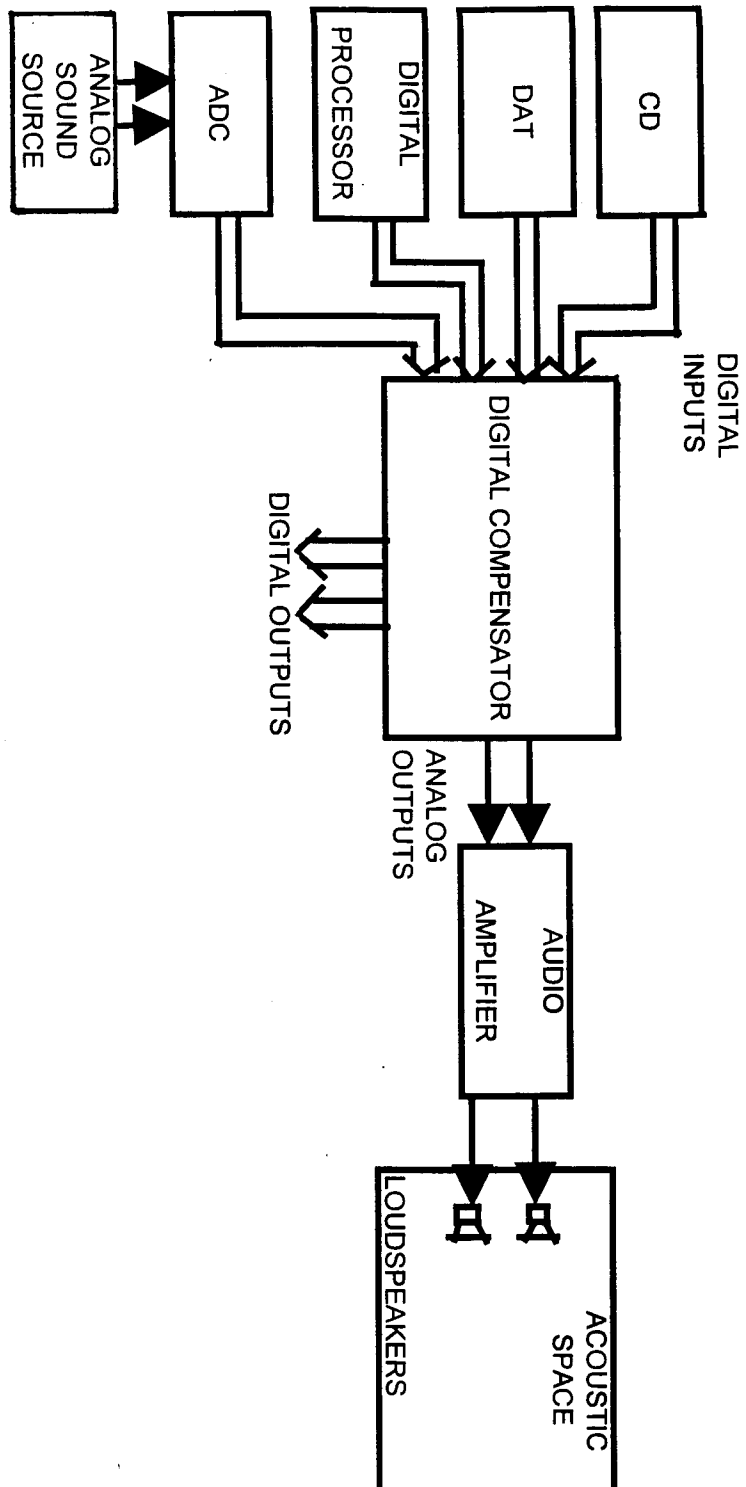 DIGITAL
INPUTS
CD
DAT
DIGITAL
PROCESSOR
ADC
ANALOG
SOUND
SOURCE
DIGITAL COMPENSATOR
DIGITAL OUTPUTS
ANALOG
OUTPUTS
AUDIO
AMPLIFIER
ACOUSTIC
SPACE
LOUDSPEAKERS